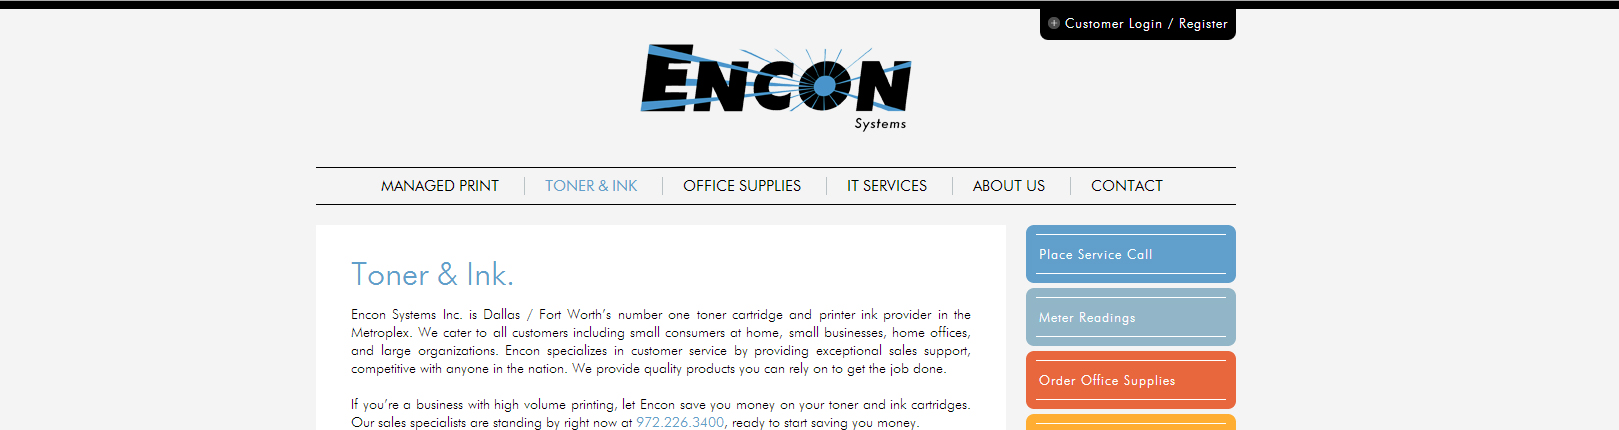 Customer Login / Register
ENCON
Systems
MANAGED PRINT
TONER & INK
OFFICE SUPPLIES
IT SERVICES
ABOUT US
CONTACT
Toner & Ink.
Encon Systems Inc. is Dallas / Fort Worth's number one toner cartridge and printer ink provider in the
Metroplex. We cater to all customers including small consumers at home, small businesses, home offices,
and large organizations. Encon specializes in customer service by providing exceptional sales support,
competitive with anyone in the nation. We provide quality products you can rely on to get the job done.
If you're a business with high volume printing, let Encon save you money on your toner and ink cartridges.
Our sales specialists are standing by right now at 972.226.3400, ready to start saving you money.
Place Service Call
Meter Readings
Order Office Supplies